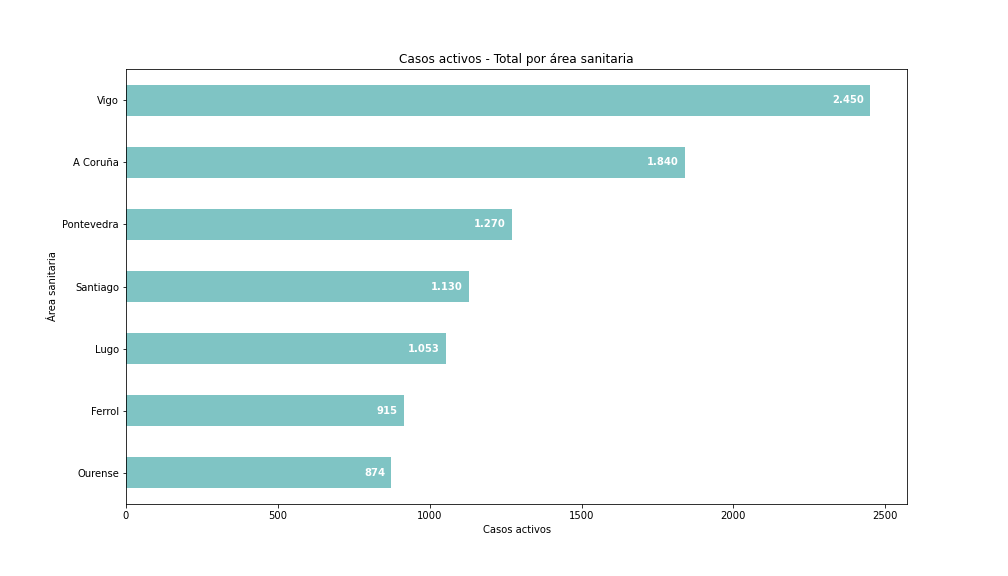 Casos activos - Total por área sanitaria
Área sanitaria
Vigo 2.450
A Coruña 1.840
Pontevedra 1.270
Santiago 1.130
Lugo 1.053
Ferrol 915
Ourense 874
0 500 1000 1500 2000 2500
Casos activos